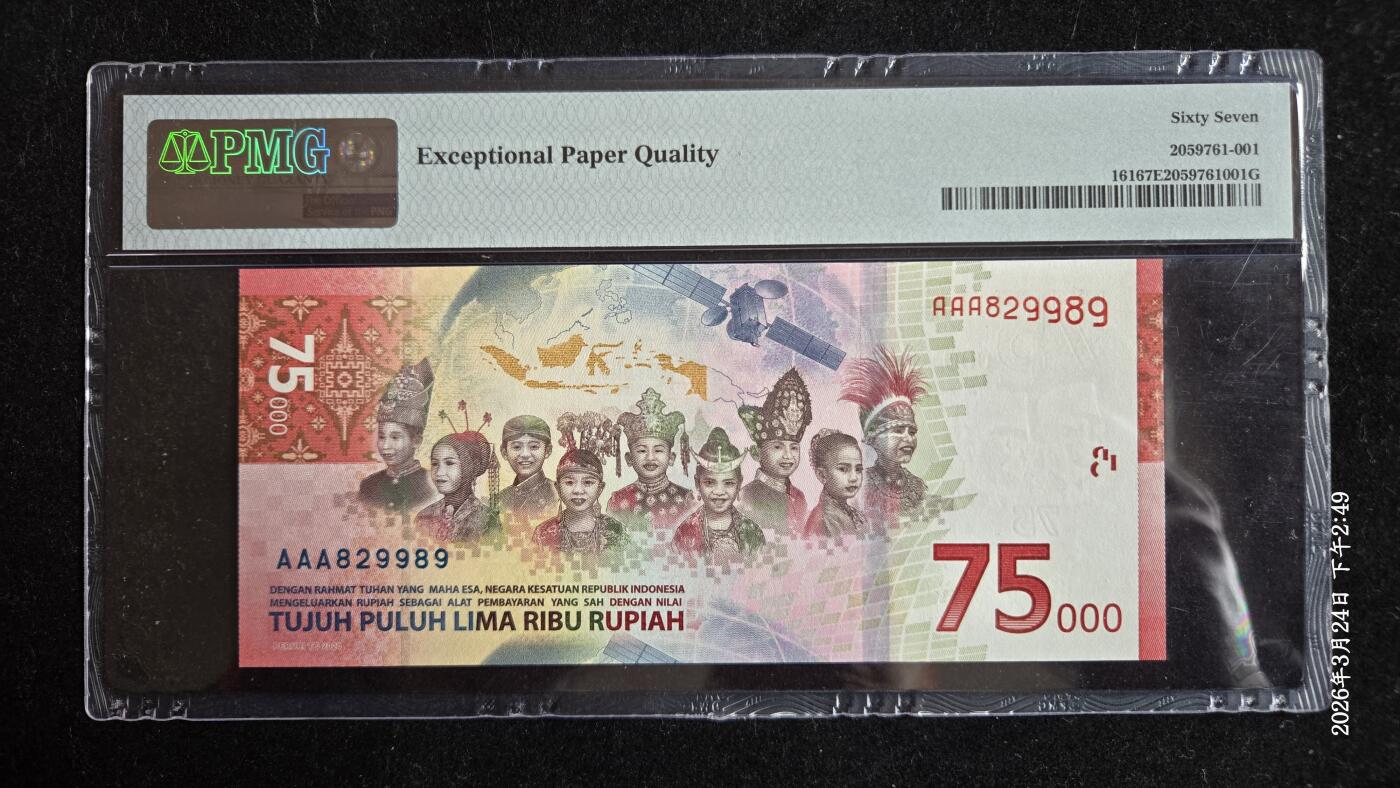 PMG
Exceptional Paper Quality
Sixty Seven
2059761-001
16167E2059761001G
75000
AAA829989
AAA829989
DENGAN RAHMAT TUHAN YANG MAHA ESA, NEGARA KESATUAN REPUBLIK INDONESIA
MENGELUARKAN RUPIAH SEBAGAI ALAT PEMBAYARAN YANG SAH DENGAN NILAI
TUJUH PULUH LIMA RIBU RUPIAH
75000
2026年3月24日 下午2:49